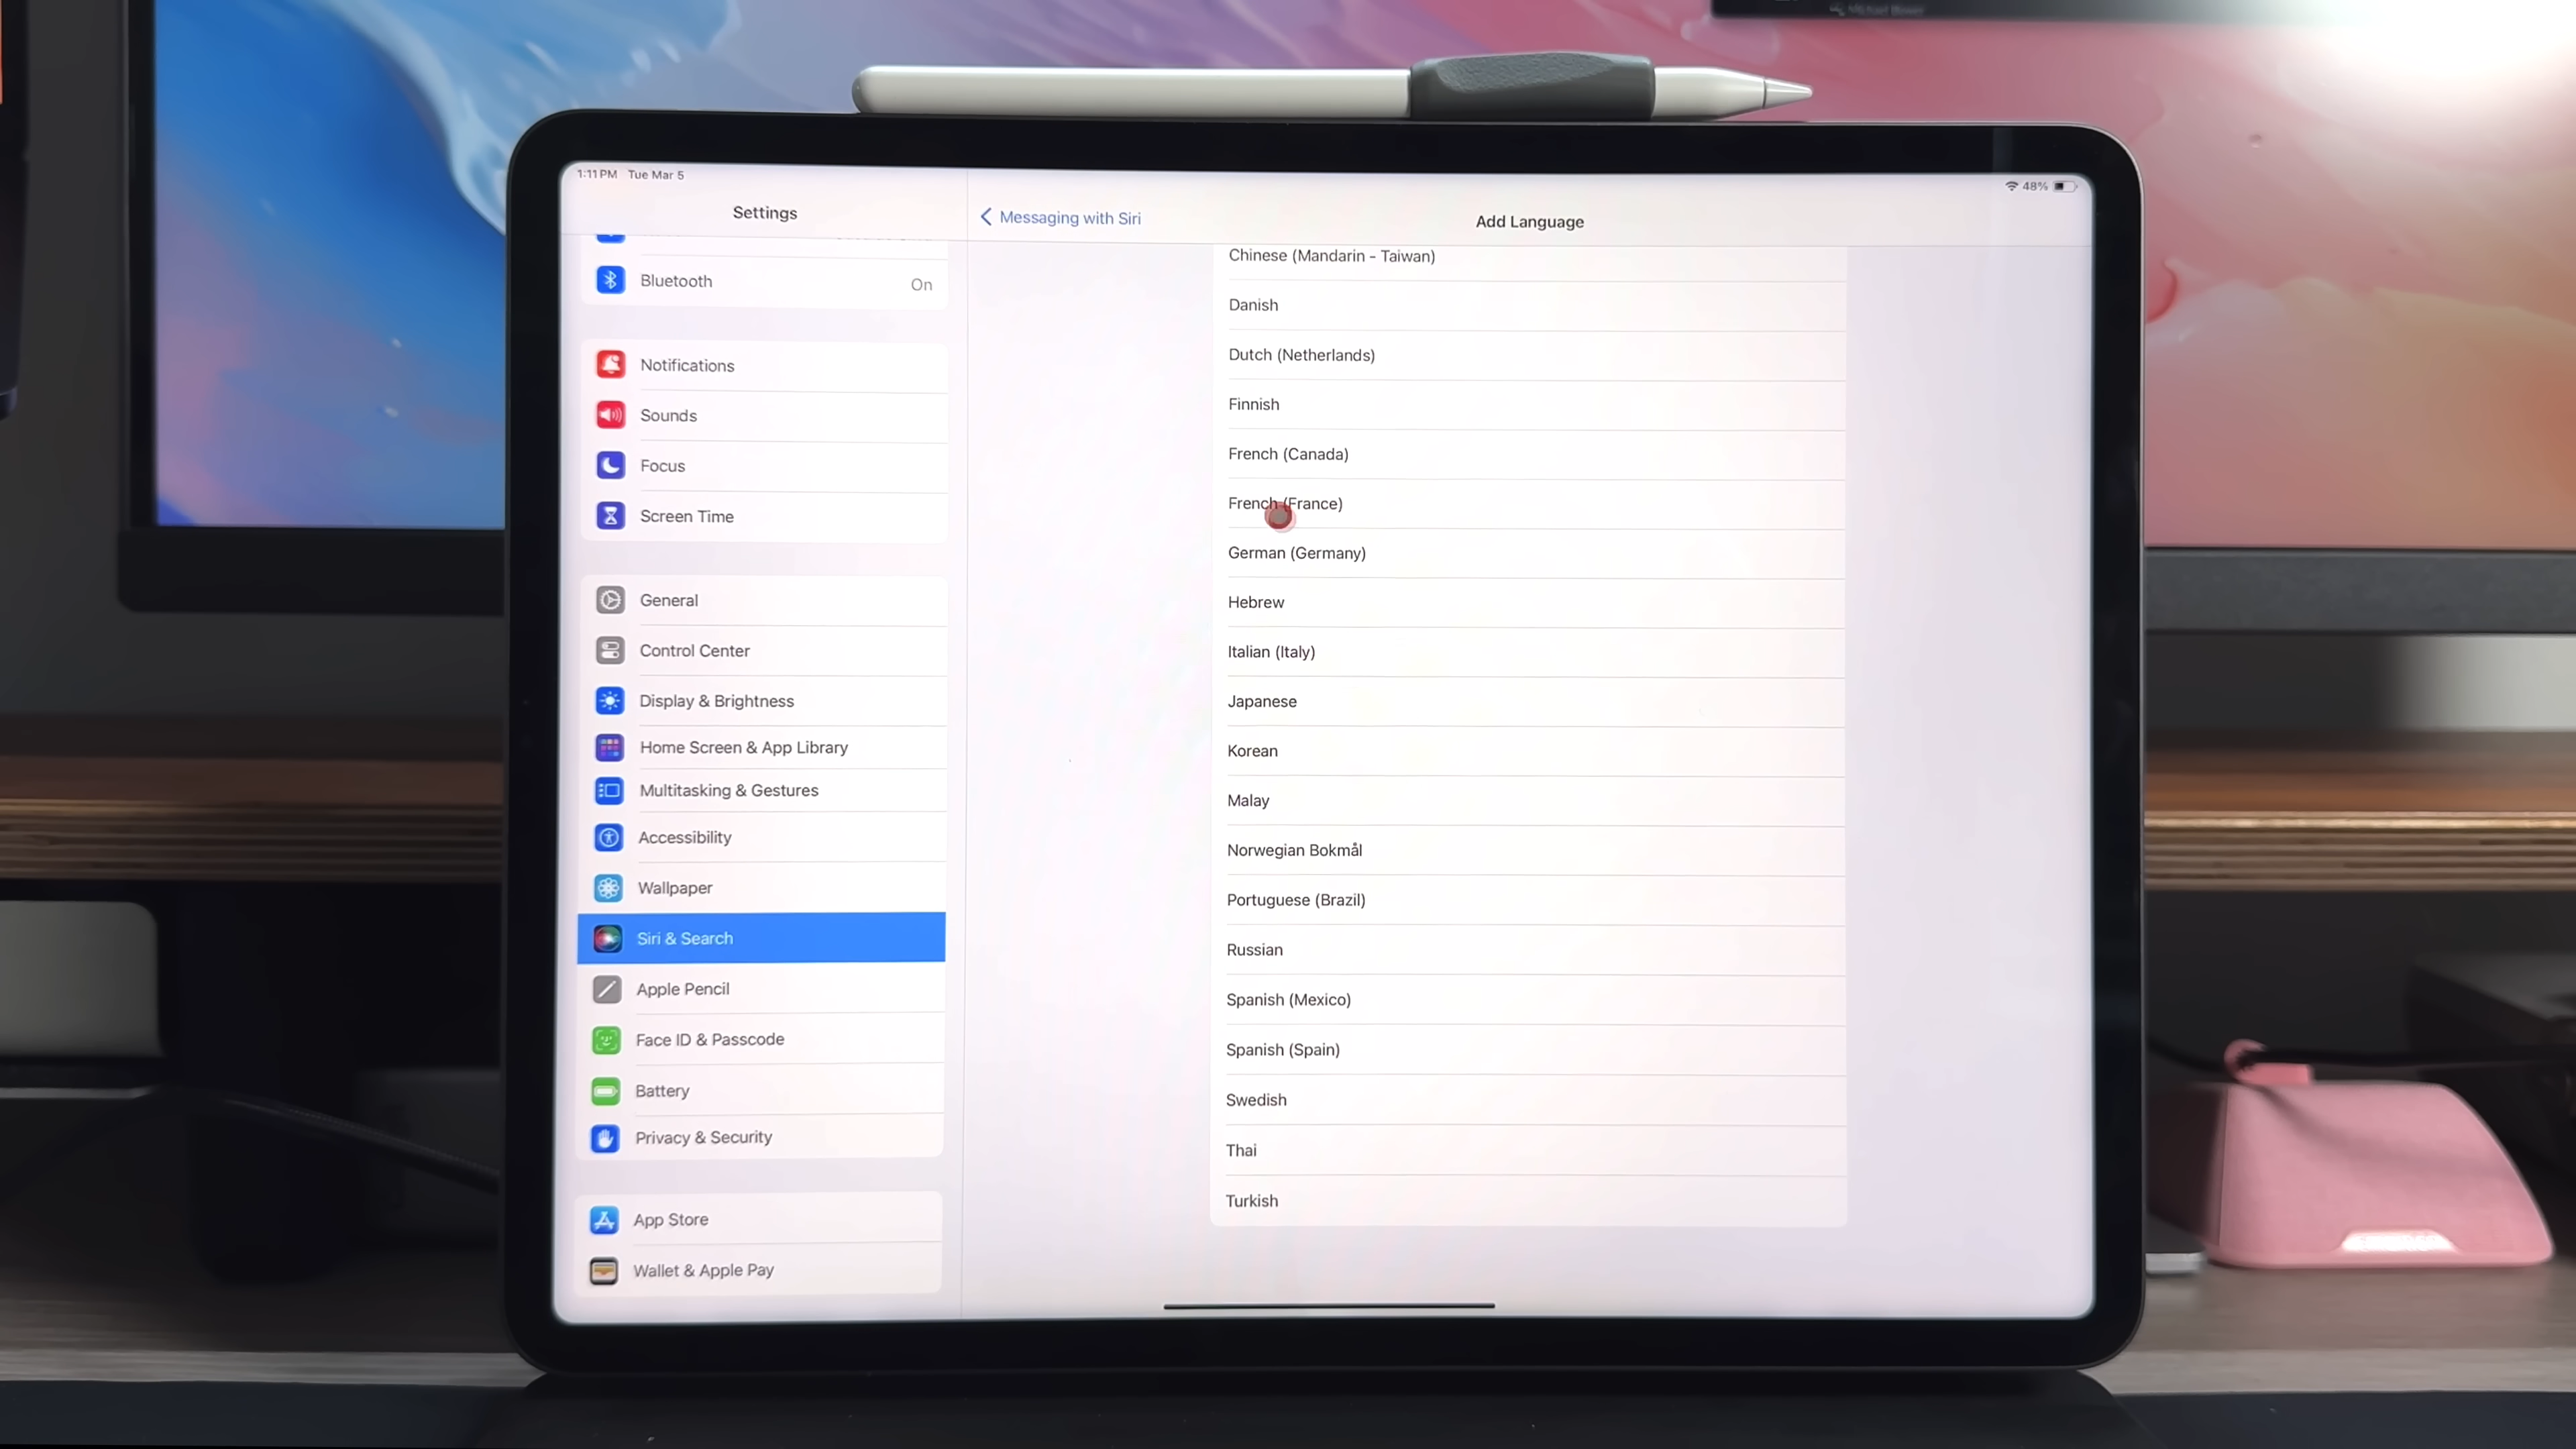 1:11 PM Tue Mar 5
48%
Settings
Bluetooth
On
Notifications
Sounds
Focus
Screen Time
General
Control Center
Display & Brightness
Home Screen & App Library
Multitasking & Gestures
Accessibility
Wallpaper
Siri & Search
Apple Pencil
Face ID & Passcode
Battery
Privacy & Security
App Store
Wallet & Apple Pay
Messaging with Siri
Add Language
Chinese (Mandarin - Taiwan)
Danish
Dutch (Netherlands)
Finnish
French (Canada)
French (France)
German (Germany)
Hebrew
Italian (Italy)
Japanese
Korean
Malay
Norwegian Bokmål
Portuguese (Brazil)
Russian
Spanish (Mexico)
Spanish (Spain)
Swedish
Thai
Turkish